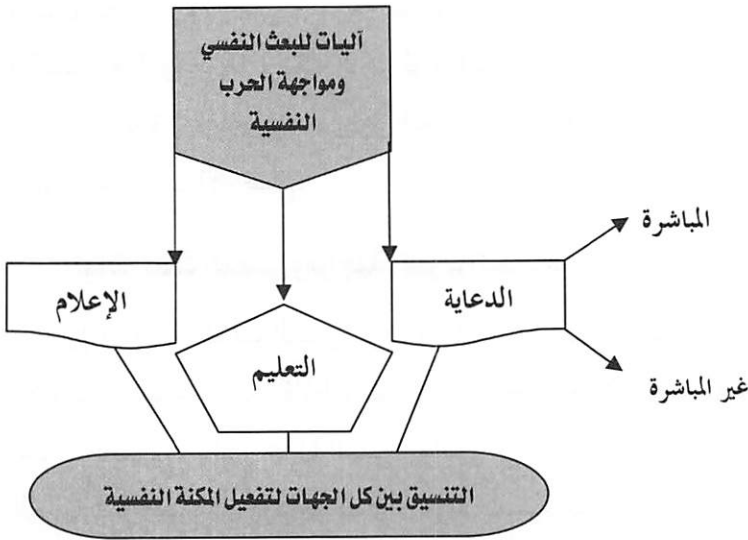 آليات للبعث النفسي
ومواجهة الحرب
النفسية
المباشرة
الدعاية
الإعلام
التعليم
غير المباشرة
التنسيق بين كل الجهات لتفعيل المكنة النفسية